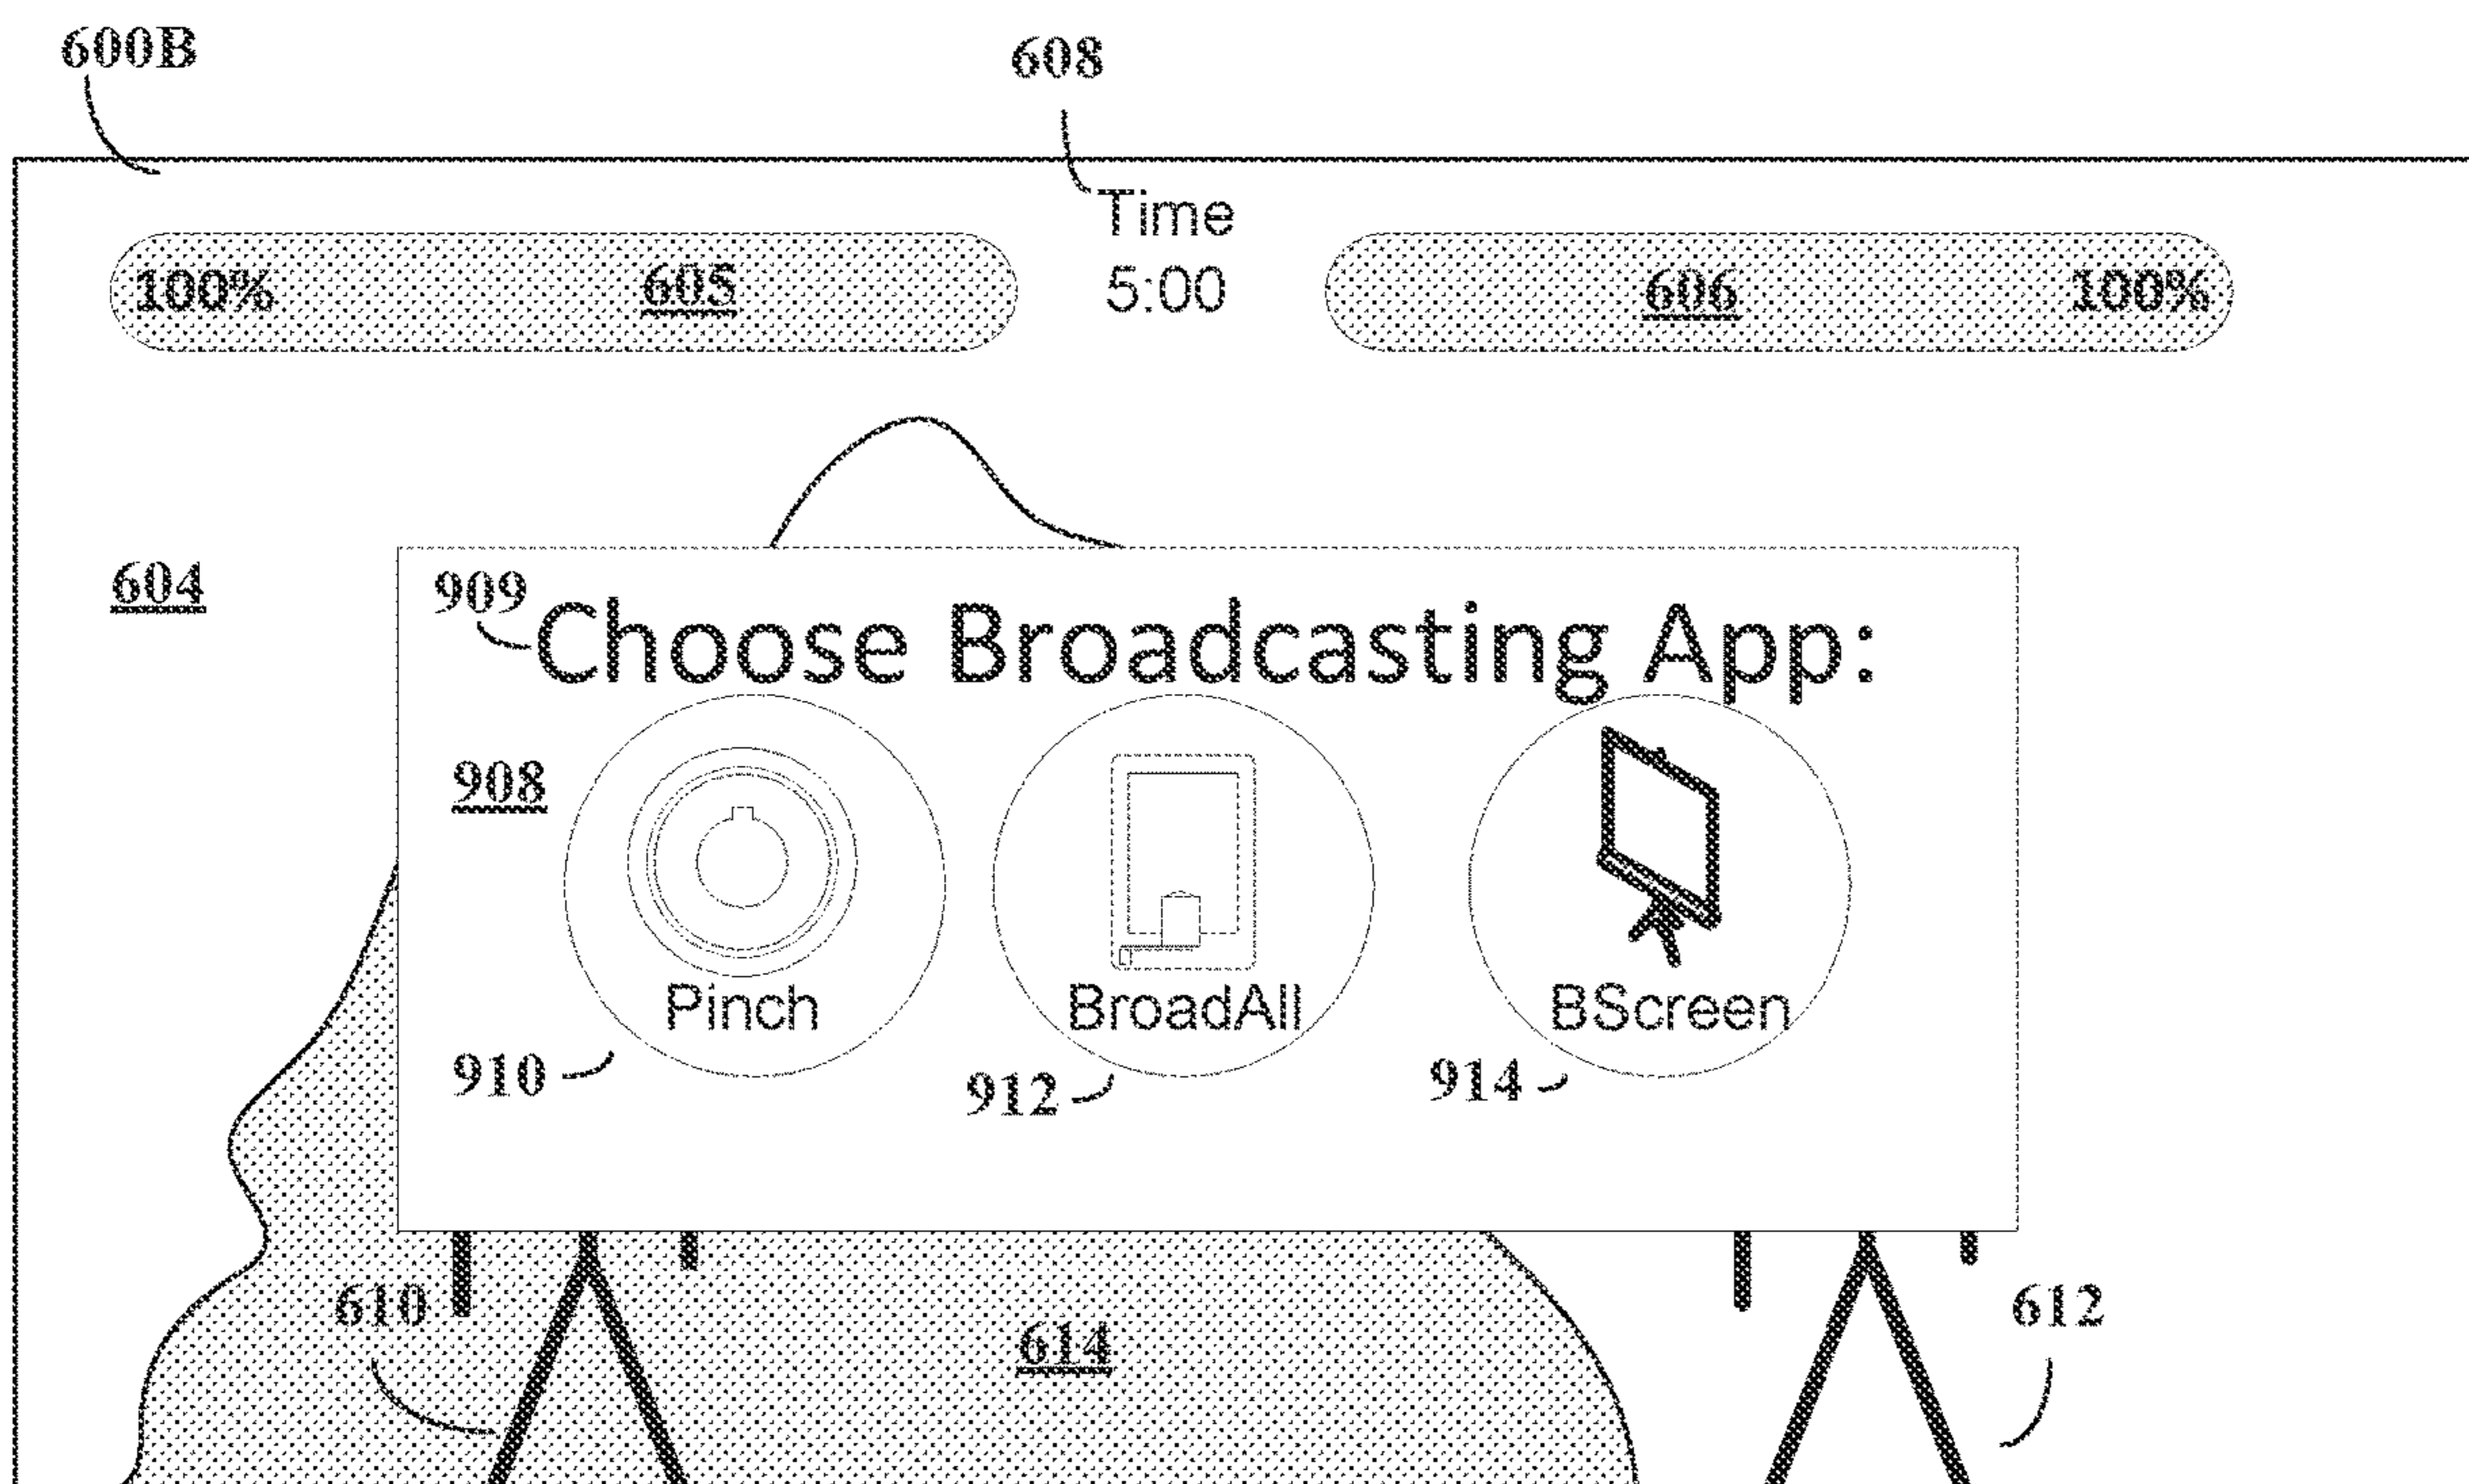 600B
608
Time
100% 605 5:00 606 100%
604
909
Choose Broadcasting App:
908
Pinch BroadAll BScreen
910 912 914
610 614 612